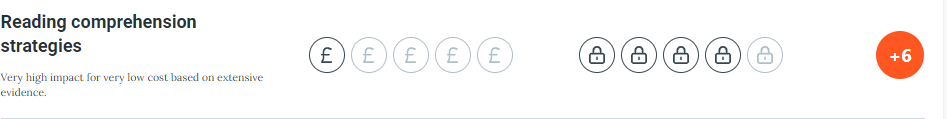 Reading comprehension
strategies
£ £ £ £ £
+6
Very high impact for very low cost based on extensive
evidence.